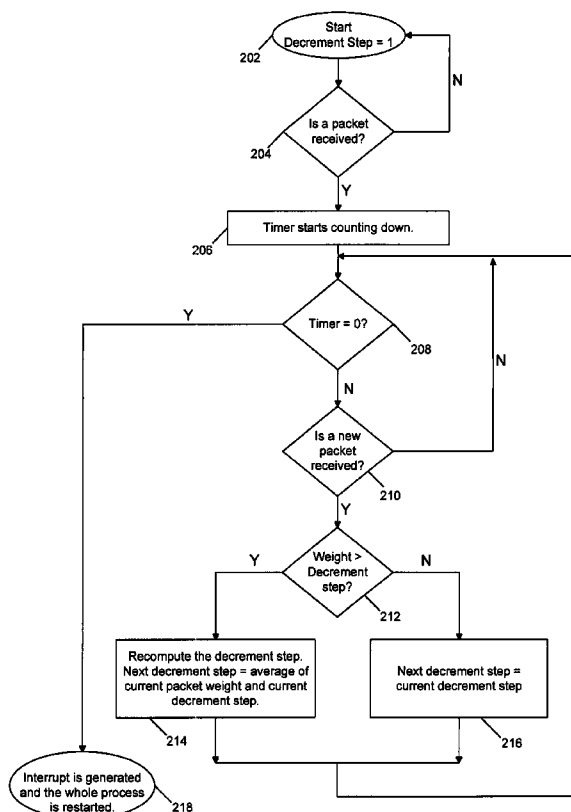 Start
Decrement Step = 1
202
N
Is a packet
received?
204
Y
Timer starts counting down.
206
Y
Timer = 0?
208
N
N
Is a new
packet
received?
210
Y
Y
Weight >
Decrement
step?
N
212
Recompute the decrement step.
Next decrement step = average of
current packet weight and current
decrement step.
214
Next decrement step =
current decrement step
216
Interrupt is generated
and the whole process
is restarted.
218